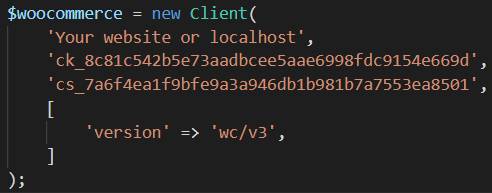 $woocommerce = new Client(
    'Your website or localhost',
    'ck_8c81c542b5e73aadbcee5aae6998fdc9154e669d',
    'cs_7a6f4ea1f9bfe9a3a946db1b981b7a7553ea8501',
    [
        'version' => 'wc/v3',
    ]
);